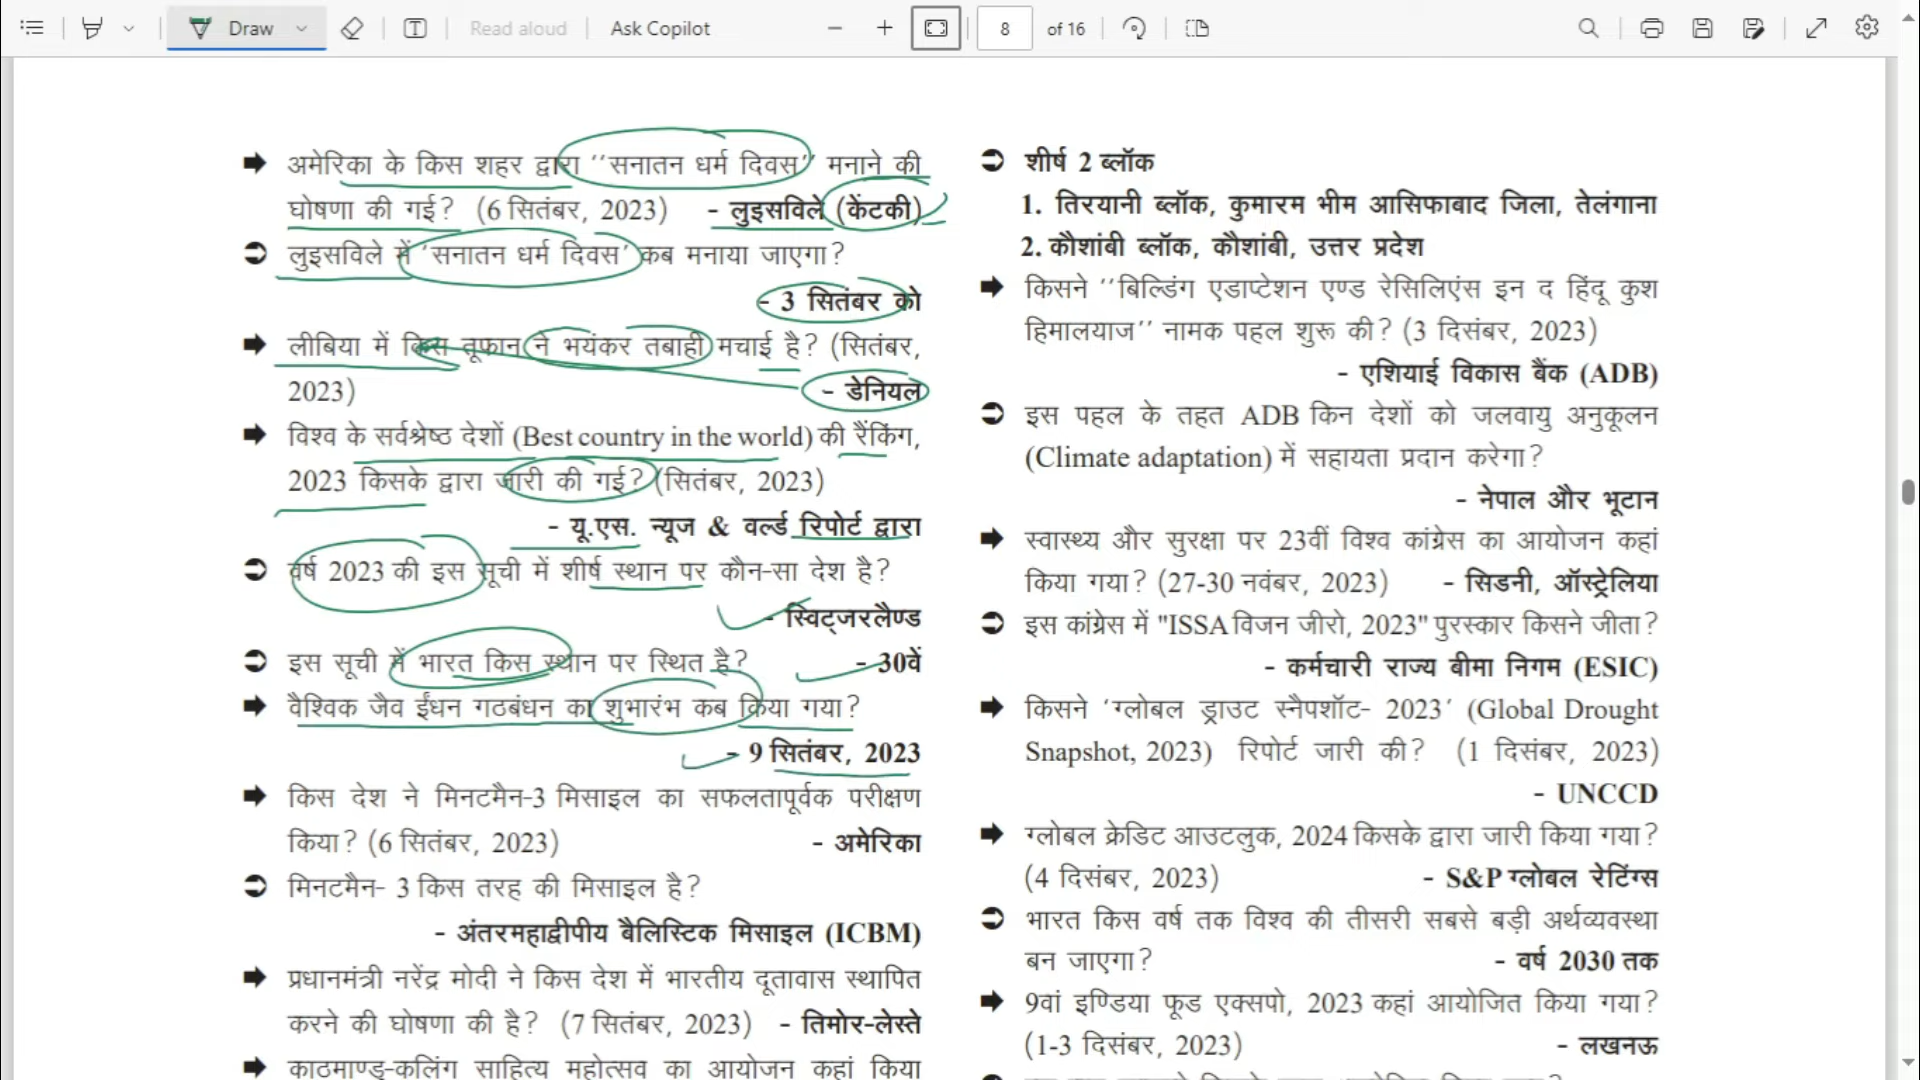 Draw
Read aloud
Ask Copilot
8
of 16
➡ अमेरिका के किस शहर द्वारा ''सनातन धर्म दिवस'' मनाने की
घोषणा की गई? (6 सितंबर, 2023) - लुइसविले (केंटकी)
➲ लुइसविले में 'सनातन धर्म दिवस' कब मनाया जाएगा?
- 3 सितंबर को
➡ लीबिया में किस तूफान ने भयंकर तबाही मचाई है? (सितंबर,
2023) - डेनियल
➡ विश्व के सर्वश्रेष्ठ देशों (Best country in the world) की रैंकिंग,
2023 किसके द्वारा जारी की गई? (सितंबर, 2023)
- यू.एस. न्यूज & वर्ल्ड रिपोर्ट द्वारा
➲ वर्ष 2023 की इस सूची में शीर्ष स्थान पर कौन-सा देश है?
- स्विट्जरलैण्ड
➲ इस सूची में भारत किस स्थान पर स्थित है? - 30वें
➡ वैश्विक जैव ईंधन गठबंधन का शुभारंभ कब किया गया?
- 9 सितंबर, 2023
➡ किस देश ने मिनटमैन-3 मिसाइल का सफलतापूर्वक परीक्षण
किया? (6 सितंबर, 2023) - अमेरिका
➲ मिनटमैन- 3 किस तरह की मिसाइल है?
- अंतरमहाद्वीपीय बैलिस्टिक मिसाइल (ICBM)
➡ प्रधानमंत्री नरेंद्र मोदी ने किस देश में भारतीय दूतावास स्थापित
करने की घोषणा की है? (7 सितंबर, 2023) - तिमोर-लेस्ते
➡ काठमाण्डू-कलिंग साहित्य महोत्सव का आयोजन कहां किया
➲ शीर्ष 2 ब्लॉक
1. तिरयानी ब्लॉक, कुमारम भीम आसिफाबाद जिला, तेलंगाना
2. कौशांबी ब्लॉक, कौशांबी, उत्तर प्रदेश
➡ किसने ''बिल्डिंग एडाप्टेशन एण्ड रेसिलिएंस इन द हिंदू कुश
हिमालयाज'' नामक पहल शुरू की? (3 दिसंबर, 2023)
- एशियाई विकास बैंक (ADB)
➲ इस पहल के तहत ADB किन देशों को जलवायु अनुकूलन
(Climate adaptation) में सहायता प्रदान करेगा?
- नेपाल और भूटान
➡ स्वास्थ्य और सुरक्षा पर 23वीं विश्व कांग्रेस का आयोजन कहां
किया गया? (27-30 नवंबर, 2023) - सिडनी, ऑस्ट्रेलिया
➲ इस कांग्रेस में "ISSA विजन जीरो, 2023" पुरस्कार किसने जीता?
- कर्मचारी राज्य बीमा निगम (ESIC)
➡ किसने 'ग्लोबल ड्राउट स्नैपशॉट- 2023' (Global Drought
Snapshot, 2023) रिपोर्ट जारी की? (1 दिसंबर, 2023)
- UNCCD
➡ ग्लोबल क्रेडिट आउटलुक, 2024 किसके द्वारा जारी किया गया?
(4 दिसंबर, 2023) - S&P ग्लोबल रेटिंग्स
➲ भारत किस वर्ष तक विश्व की तीसरी सबसे बड़ी अर्थव्यवस्था
बन जाएगा? - वर्ष 2030 तक
➡ 9वां इण्डिया फूड एक्सपो, 2023 कहां आयोजित किया गया?
(1-3 दिसंबर, 2023) - लखनऊ